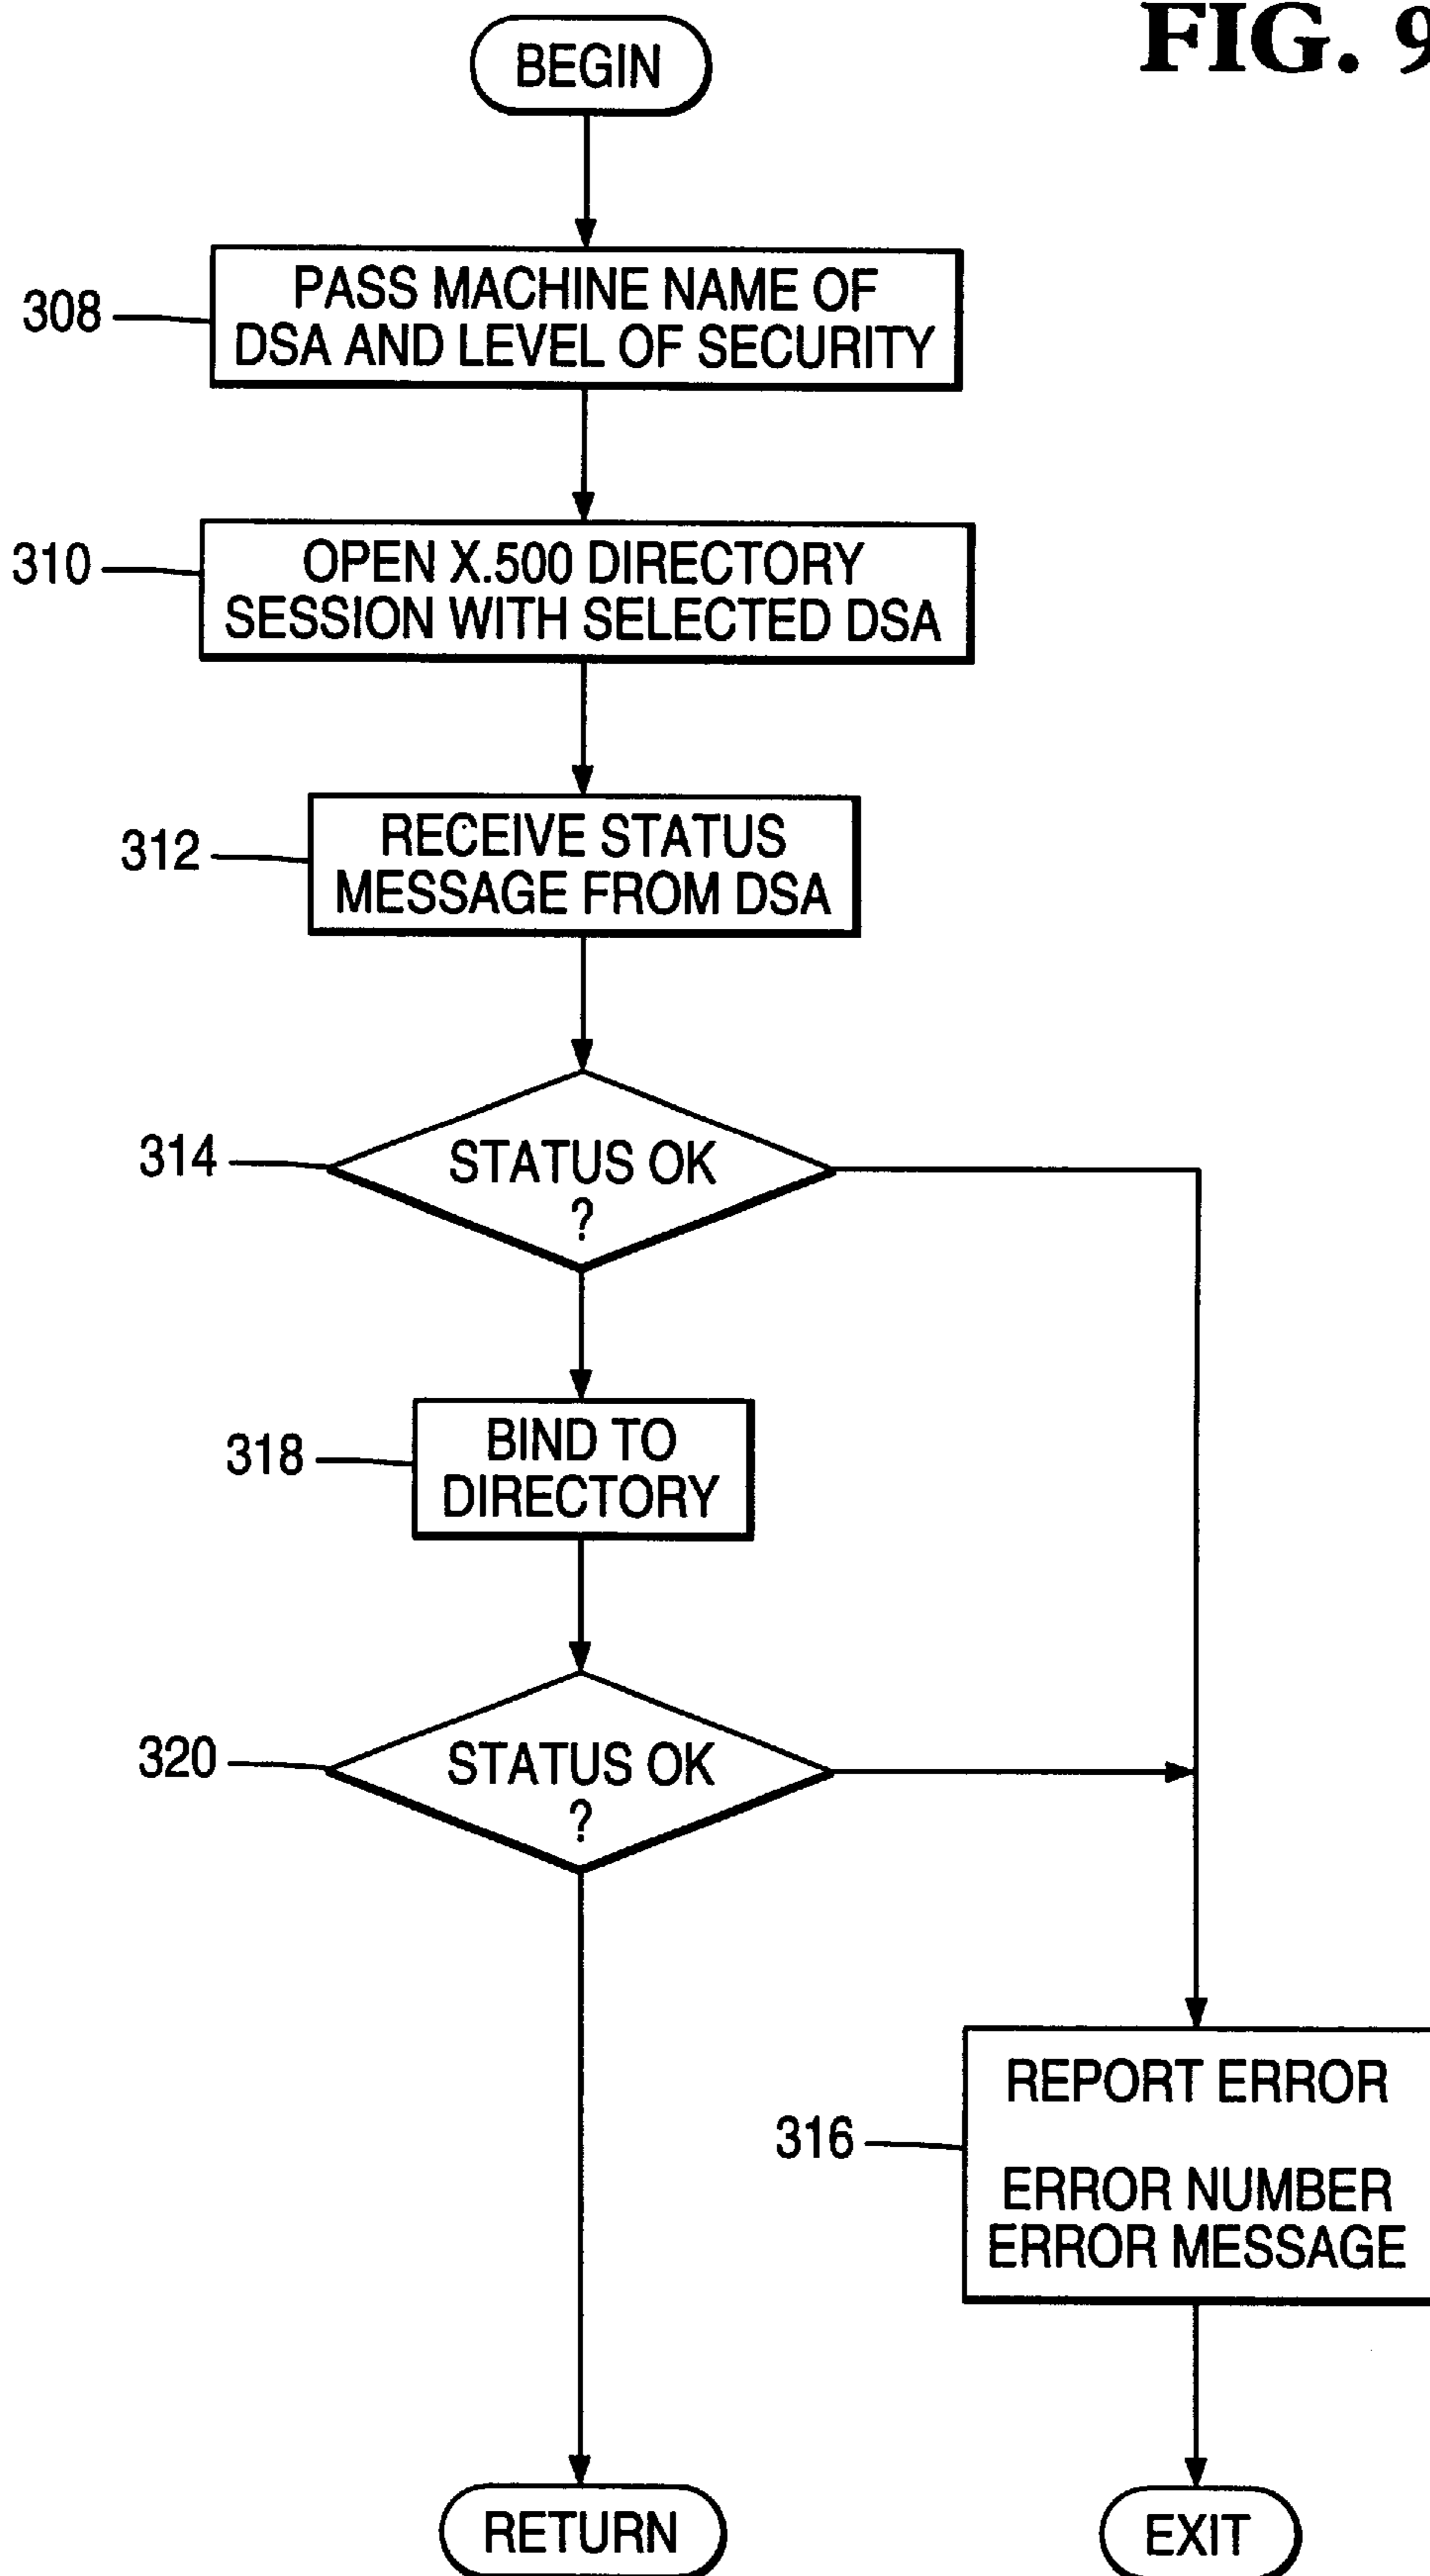 FIG. 9
BEGIN
308
PASS MACHINE NAME OF
DSA AND LEVEL OF SECURITY
310
OPEN X.500 DIRECTORY
SESSION WITH SELECTED DSA
312
RECEIVE STATUS
MESSAGE FROM DSA
314
STATUS OK
?
318
BIND TO
DIRECTORY
320
STATUS OK
?
316
REPORT ERROR
ERROR NUMBER
ERROR MESSAGE
RETURN
EXIT